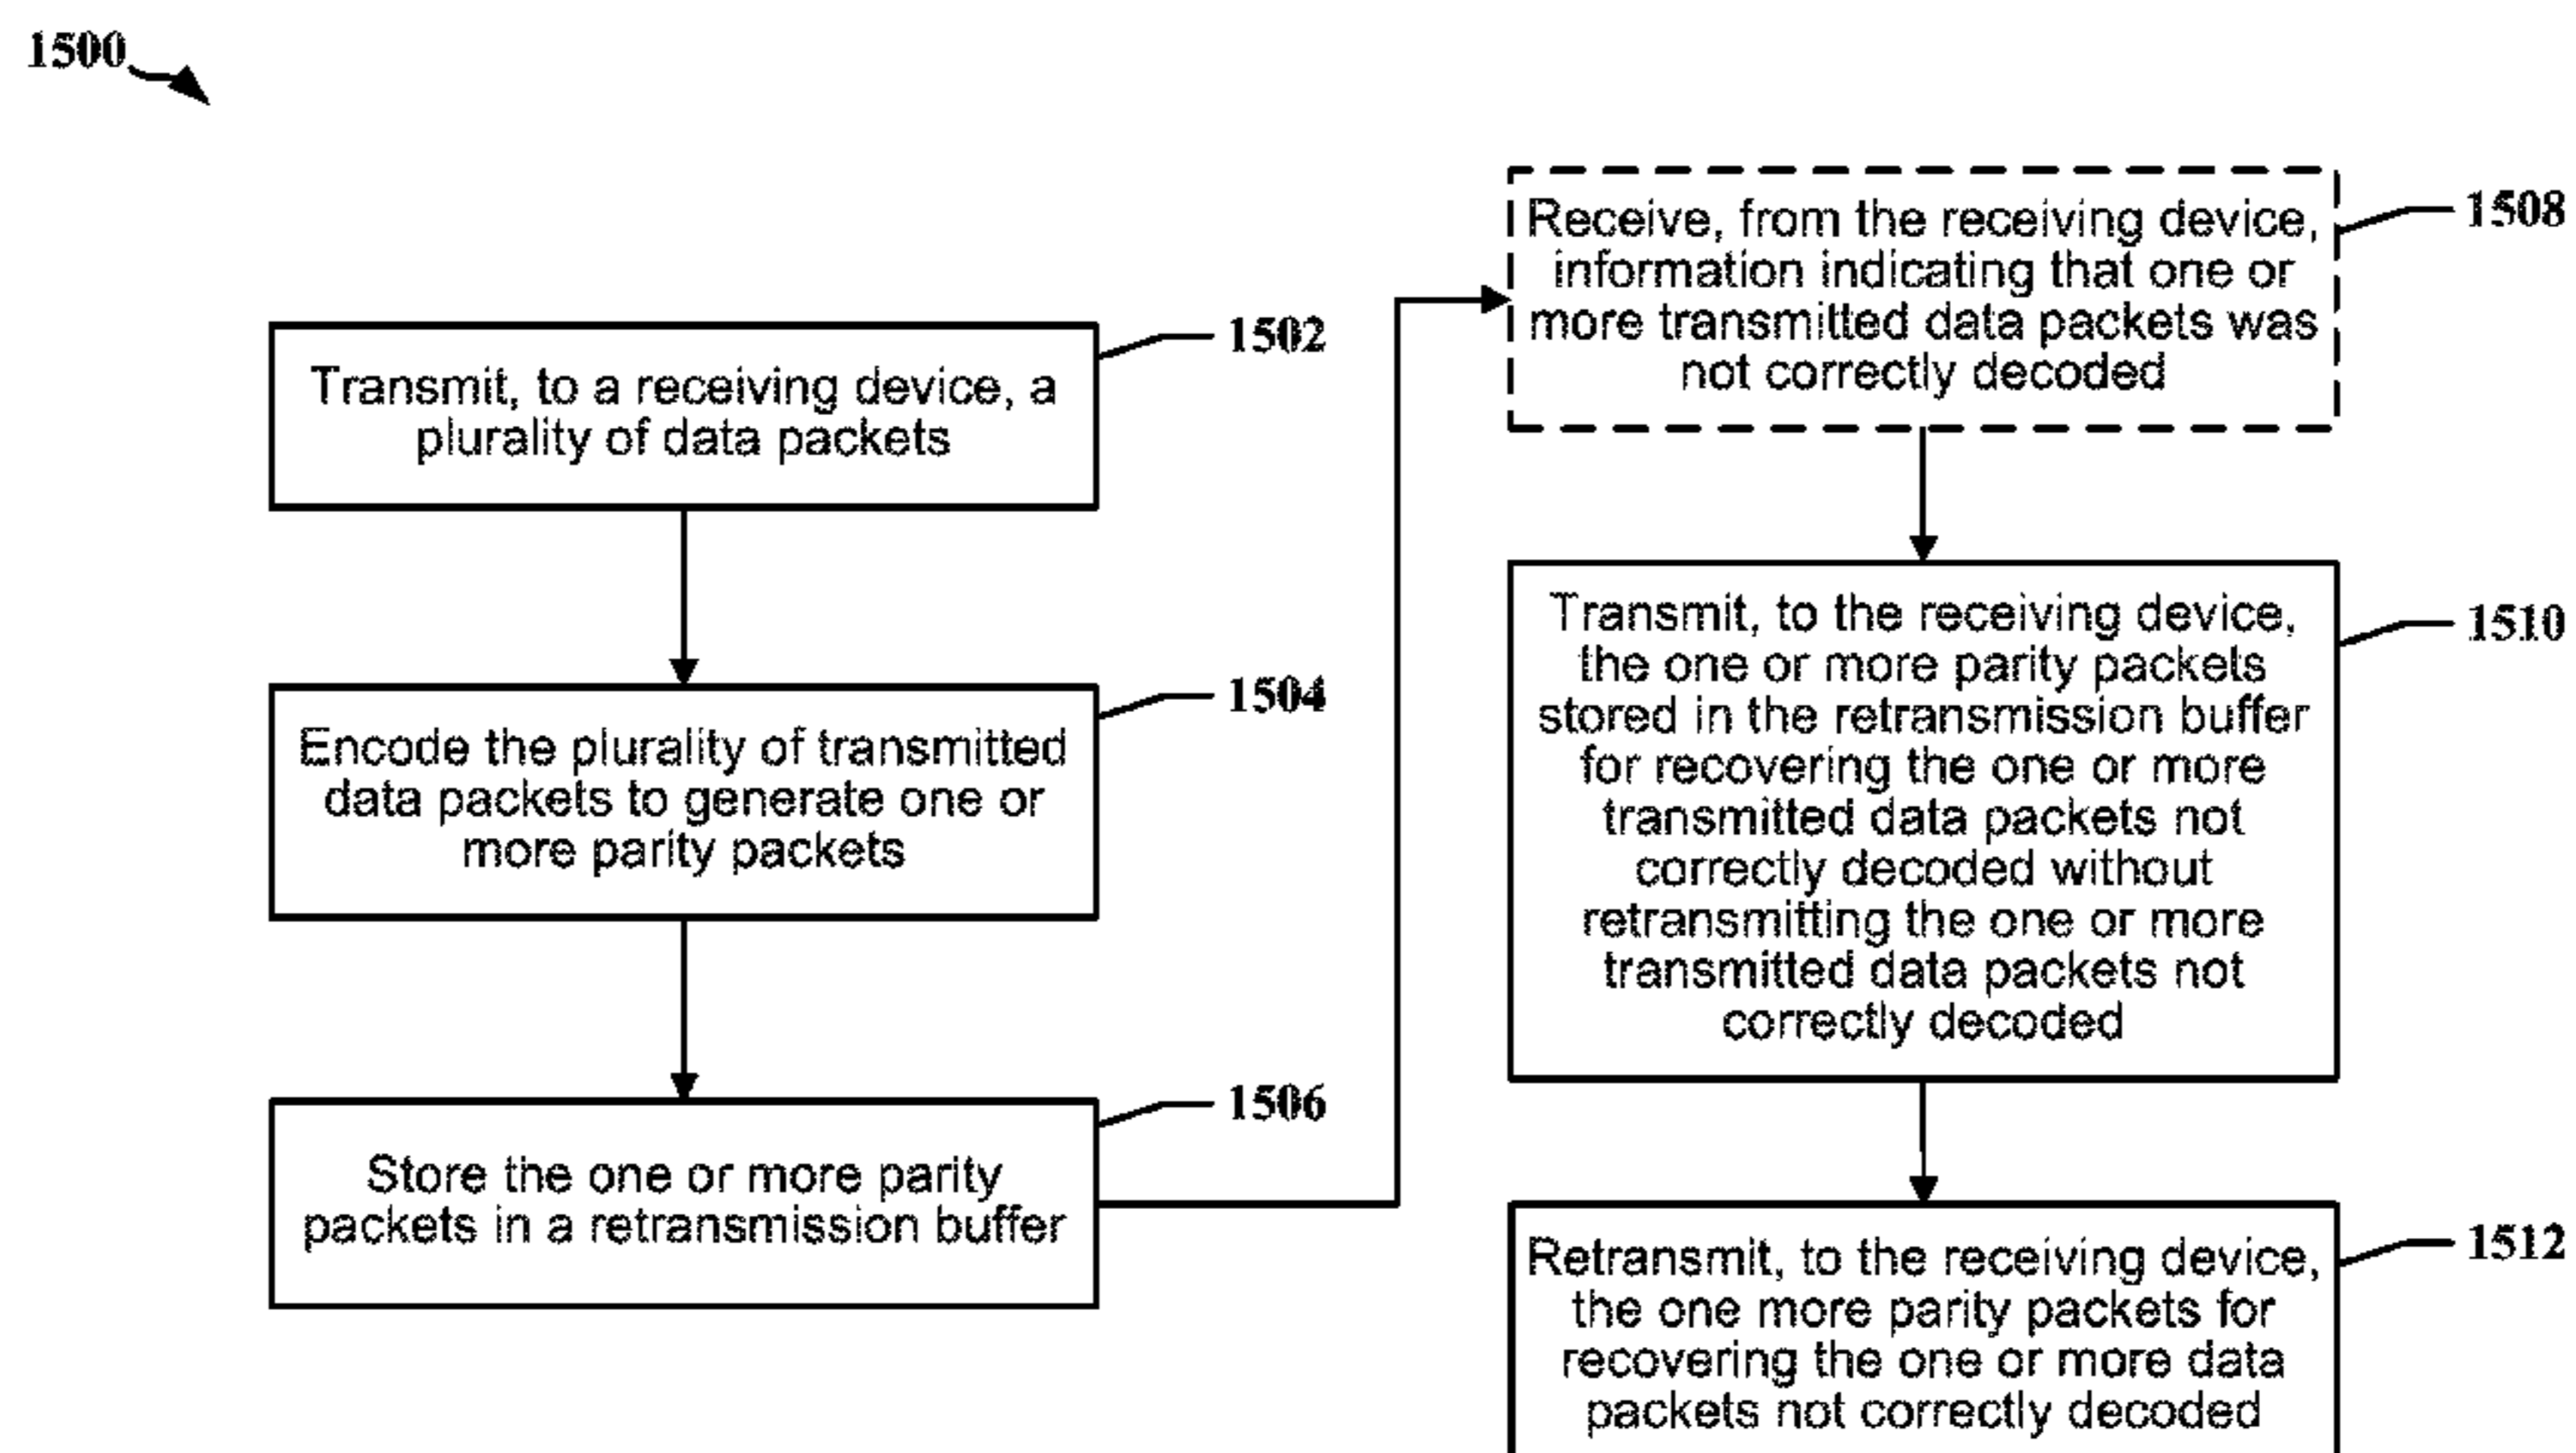 1500
1502
Transmit, to a receiving device, a
plurality of data packets
1504
Encode the plurality of transmitted
data packets to generate one or
more parity packets
1506
Store the one or more parity
packets in a retransmission buffer
1508
Receive, from the receiving device,
information indicating that one or
more transmitted data packets was
not correctly decoded
1510
Transmit, to the receiving device,
the one or more parity packets
stored in the retransmission buffer
for recovering the one or more
transmitted data packets not
correctly decoded without
retransmitting the one or more
transmitted data packets not
correctly decoded
1512
Retransmit, to the receiving device,
the one more parity packets for
recovering the one or more data
packets not correctly decoded